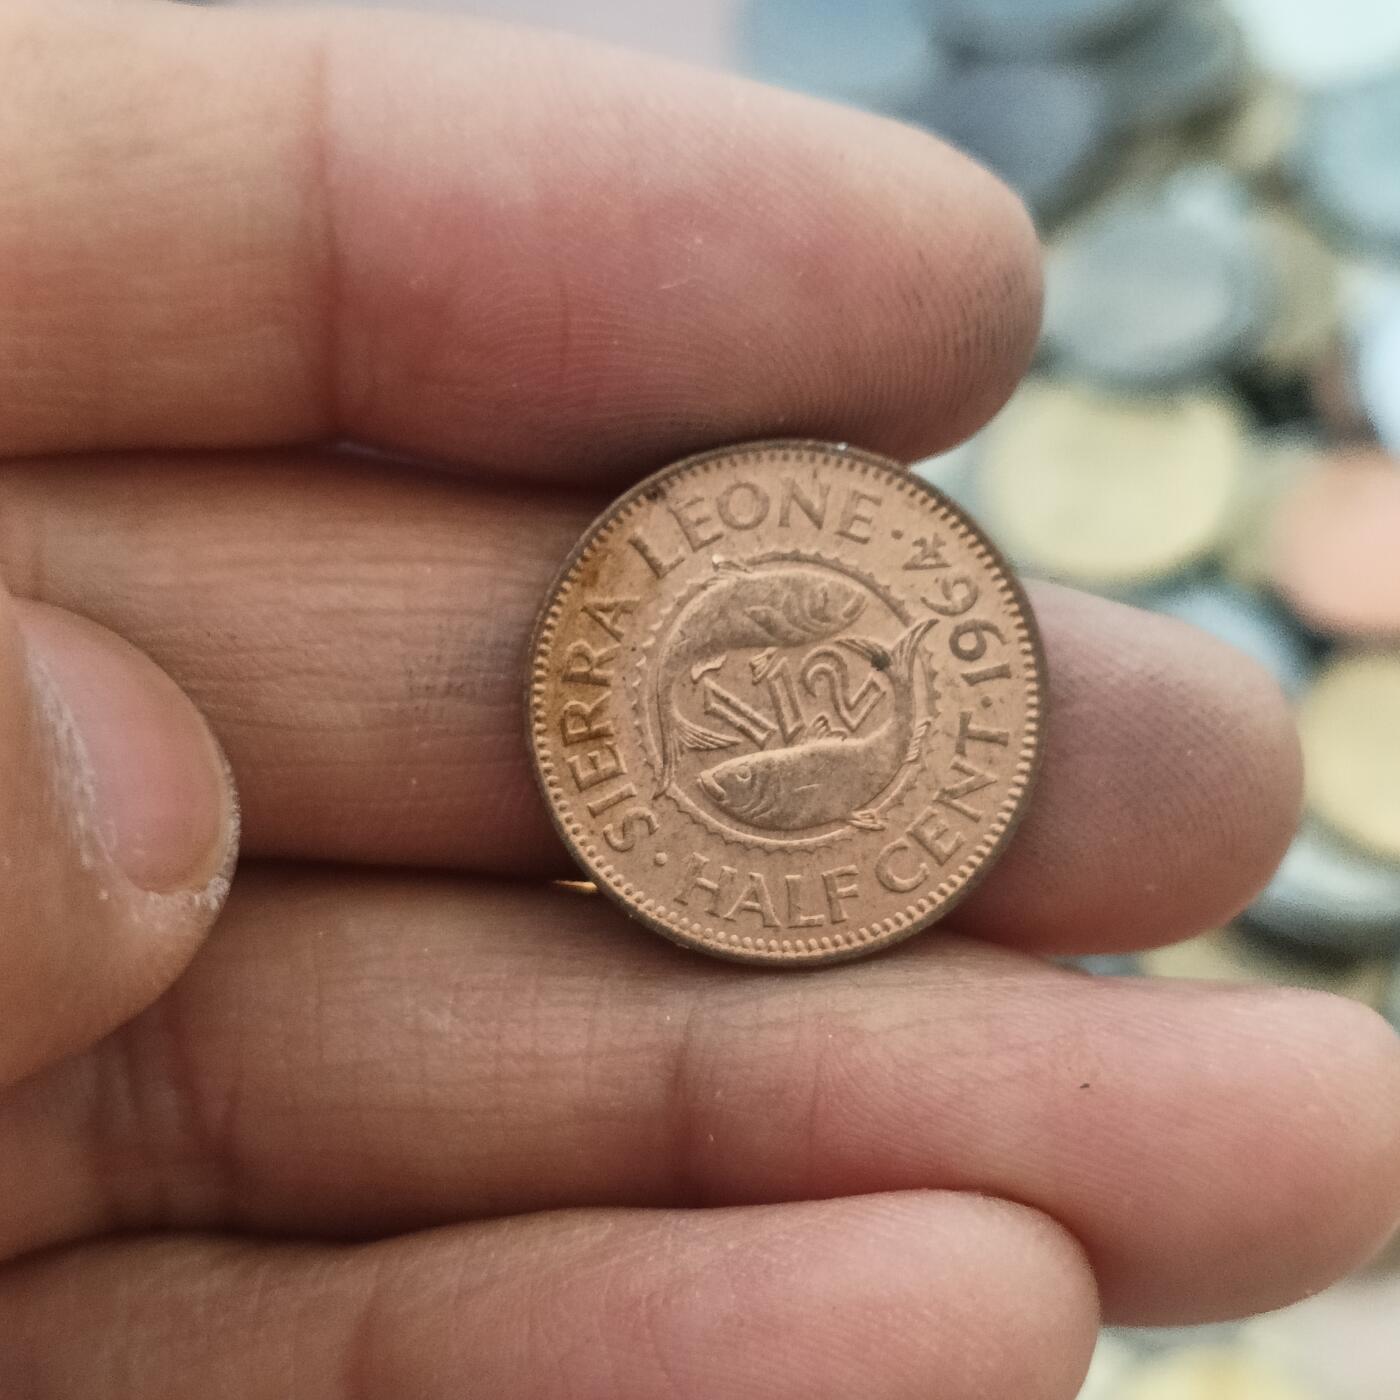 SIERRA LEONE · 1964 ·
1/2
HALF CENT ·